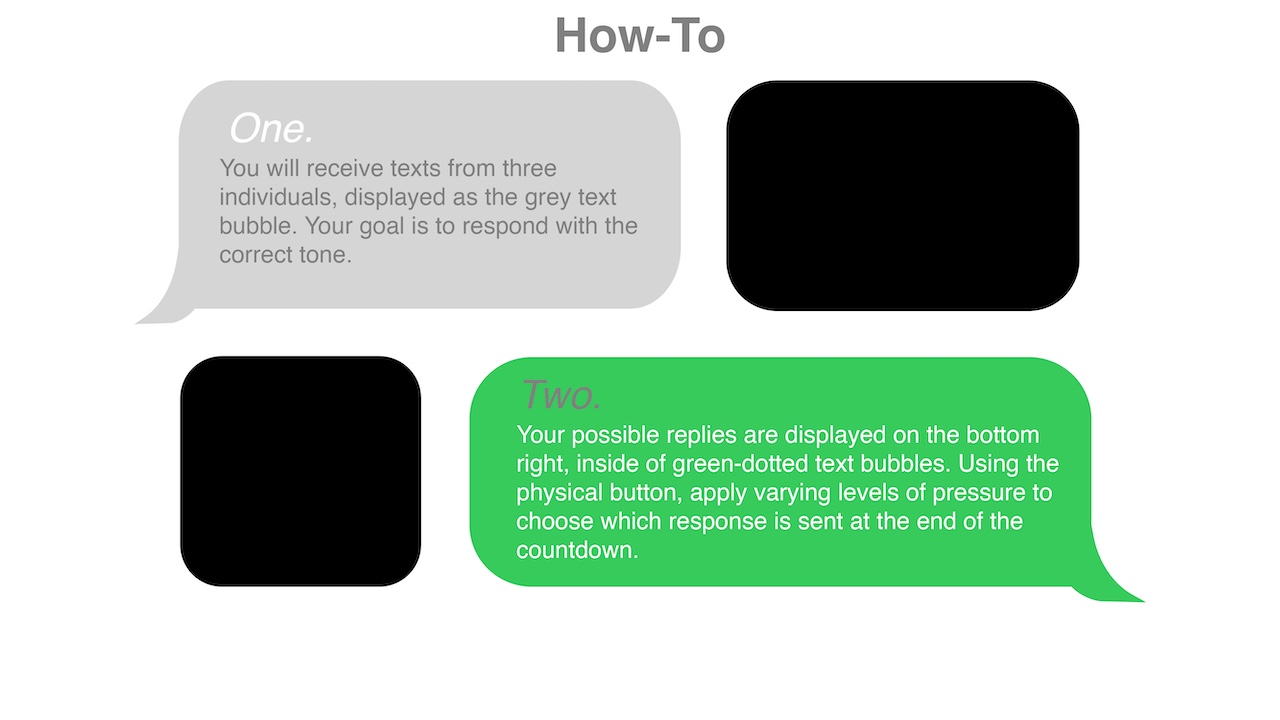 How-To
One.
You will receive texts from three
individuals, displayed as the grey text
bubble. Your goal is to respond with the
correct tone.
Two.
Your possible replies are displayed on the bottom
right, inside of green-dotted text bubbles. Using the
physical button, apply varying levels of pressure to
choose which response is sent at the end of the
countdown.